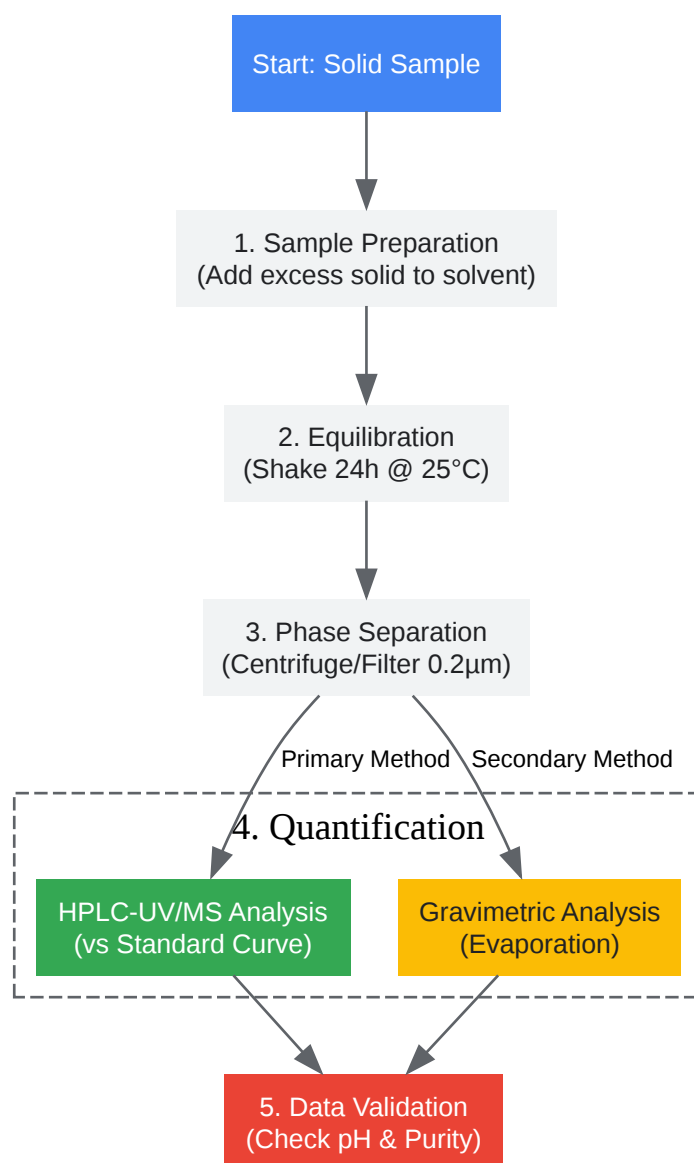 Start: Solid Sample
1. Sample Preparation
(Add excess solid to solvent)
2. Equilibration
(Shake 24h @ 25°C)
3. Phase Separation
(Centrifuge/Filter 0.2µm)
Primary Method
Secondary Method
4. Quantification
HPLC-UV/MS Analysis
(vs Standard Curve)
Gravimetric Analysis
(Evaporation)
5. Data Validation
(Check pH & Purity)